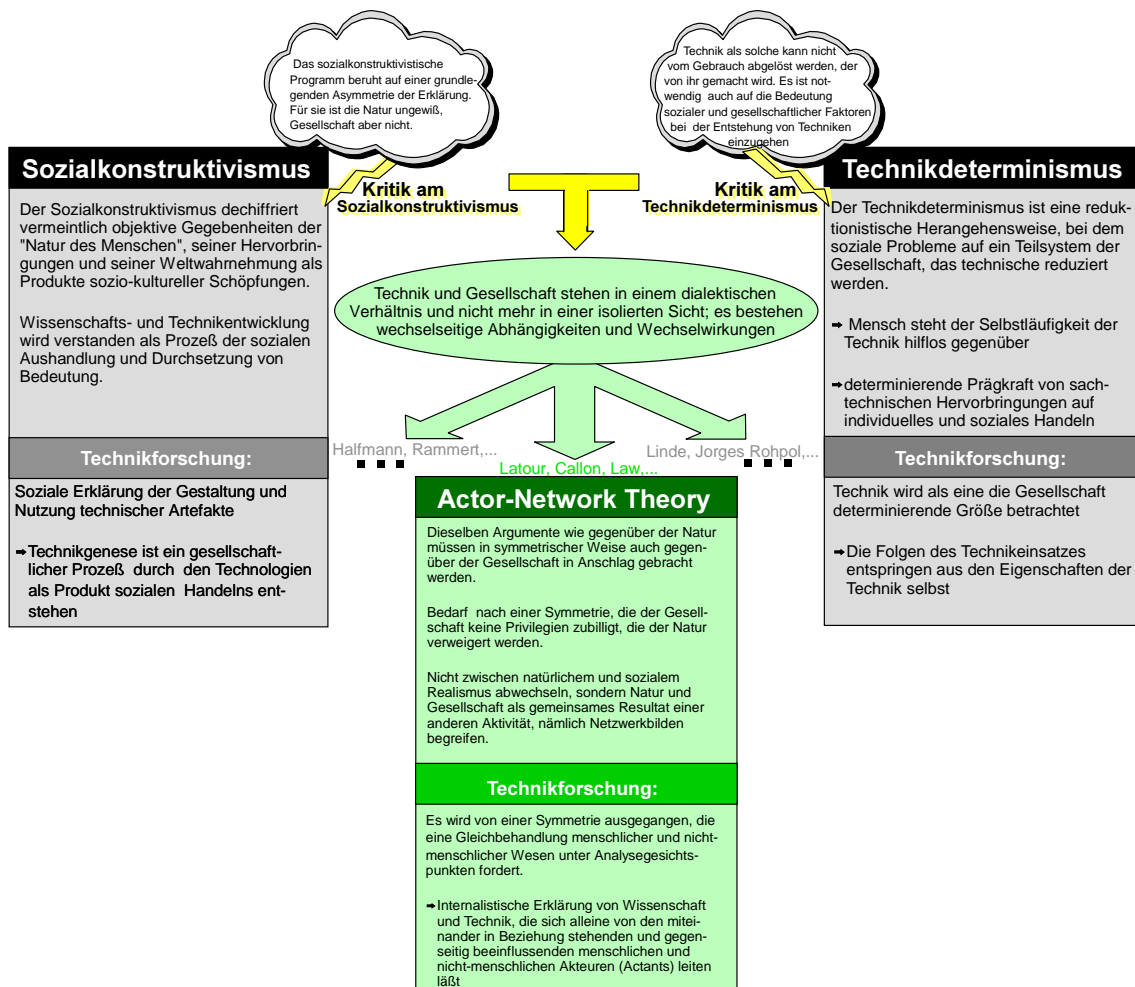 Das sozialkonstruktivistische
Programm beruht auf einer grundle-
genden Asymmetrie der Erklärung.
Für sie ist die Natur ungewiß,
Gesellschaft aber nicht.
Technik als solche kann nicht
vom Gebrauch abgelöst werden, der
von ihr gemacht wird. Es ist not-
wendig auch auf die Bedeutung
sozialer und gesellschaftlicher Faktoren
bei der Entstehung von Techniken
einzugehen
Sozialkonstruktivismus
Der Sozialkonstruktivismus dechiffriert
vermeintlich objektive Gegebenheiten der
"Natur des Menschen", seiner Hervorbrin-
gungen und seiner Weltwahrnehmung als
Produkte sozio-kultureller Schöpfungen.
Wissenschafts- und Technikentwicklung
wird verstanden als Prozeß der sozialen
Aushandlung und Durchsetzung von
Bedeutung.
Technikforschung:
Soziale Erklärung der Gestaltung und
Nutzung technischer Artefakte
➞Technikgenese ist ein gesellschaft-
licher Prozeß durch den Technologien
als Produkt sozialen Handelns ent-
stehen
Kritik am
Sozialkonstruktivismus
Kritik am
Technikdeterminismus
Technik und Gesellschaft stehen in einem dialektischen
Verhältnis und nicht mehr in einer isolierten Sicht; es bestehen
wechselseitige Abhängigkeiten und Wechselwirkungen
Halfmann, Rammert,...
Latour, Callon, Law,...
Linde, Jorges Rohpol,...
Actor-Network Theory
Dieselben Argumente wie gegenüber der Natur
müssen in symmetrischer Weise auch gegen-
über der Gesellschaft in Anschlag gebracht
werden.
Bedarf nach einer Symmetrie, die der Gesell-
schaft keine Privilegien zubilligt, die der Natur
verweigert werden.
Nicht zwischen natürlichem und sozialem
Realismus abwechseln, sondern Natur und
Gesellschaft als gemeinsames Resultat einer
anderen Aktivität, nämlich Netzwerkbilden
begreifen.
Technikforschung:
Es wird von einer Symmetrie ausgegangen, die
eine Gleichbehandlung menschlicher und nicht-
menschlicher Wesen unter Analysegesichts-
punkten fordert.
➞Internalistische Erklärung von Wissenschaft
und Technik, die sich alleine von den mitei-
nander in Beziehung stehenden und gegen-
seitig beeinflussenden menschlichen und
nicht-menschlichen Akteuren (Actants) leiten
läßt
Technikdeterminismus
Der Technikdeterminismus ist eine reduk-
tionistische Herangehensweise, bei dem
soziale Probleme auf ein Teilsystem der
Gesellschaft, das technische reduziert
werden.
➞ Mensch steht der Selbstläufigkeit der
Technik hilflos gegenüber
➞determinierende Prägkraft von sach-
technischen Hervorbringungen auf
individuelles und soziales Handeln
Technikforschung:
Technik wird als eine die Gesellschaft
determinierende Größe betrachtet
➞Die Folgen des Technikeinsatzes
entspringen aus den Eigenschaften der
Technik selbst